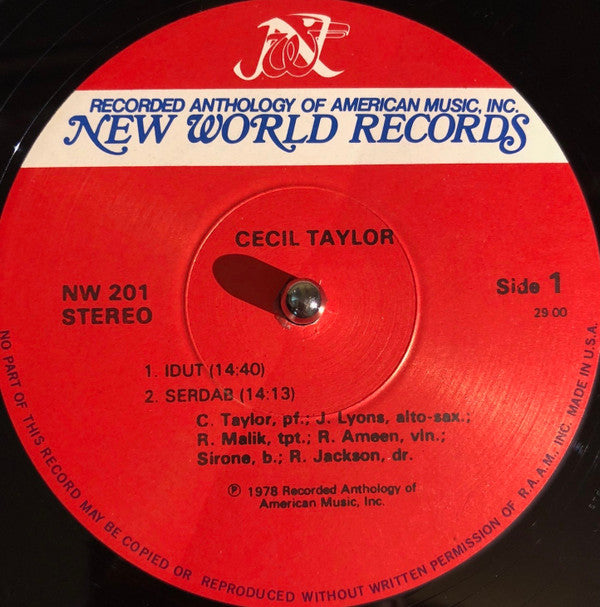 RECORDED ANTHOLOGY OF AMERICAN MUSIC, INC.
NEW WORLD RECORDS
CECIL TAYLOR
NW 201
STEREO
Side 1
29 00
1. IDUT (14:40)
2. SERDAB (14:13)
C. Taylor, pf.; J. Lyons, alto-sax.;
R. Malik, tpt.; R. Ameen, vln.;
Sirone, b.; R. Jackson, dr.
Ⓟ 1978 Recorded Anthology of
American Music, Inc.
NO PART OF THIS RECORD MAY BE COPIED OR REPRODUCED WITHOUT WRITTEN PERMISSION OF R.A.A.M., INC. MADE IN U.S.A.